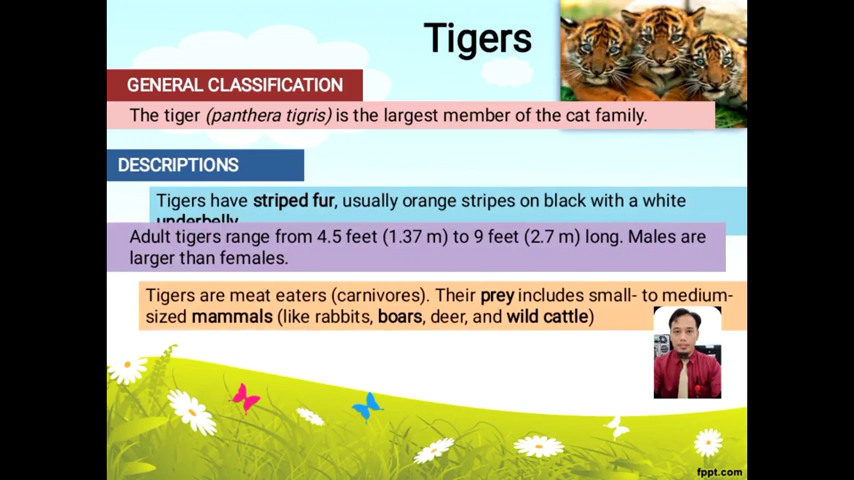 Tigers
GENERAL CLASSIFICATION
The tiger (panthera tigris) is the largest member of the cat family.
DESCRIPTIONS
Tigers have striped fur, usually orange stripes on black with a white
underbelly
Adult tigers range from 4.5 feet (1.37 m) to 9 feet (2.7 m) long. Males are
larger than females.
Tigers are meat eaters (carnivores). Their prey includes small- to medium-
sized mammals (like rabbits, boars, deer, and wild cattle)
fppt.com